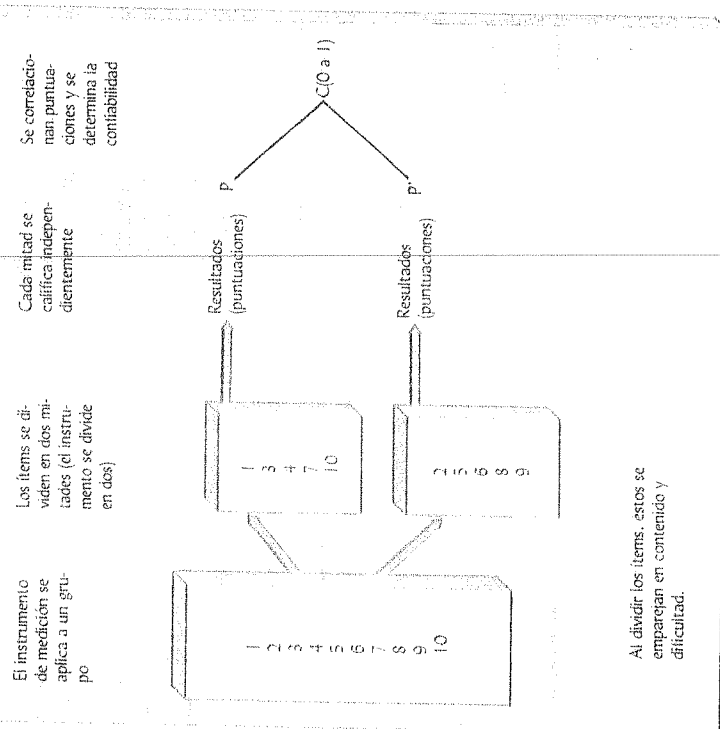 El instrumento
de medición se
aplica a un gru-
po
Los ítems se di-
viden en dos mi-
tades (el instru-
mento se divide
en dos)
Cada mitad se
califica indepen-
dientemente
Se correlacio-
nan puntua-
ciones y se
determina la
confiabilidad
1
2
3
4
5
6
7
8
9
10
1
3
4
7
10
Resultados
(puntuaciones)
P
2
5
6
8
9
Resultados
(puntuaciones)
P'
C(0 a 1)
Al dividir los ítems, éstos se
emparejan en contenido y
dificultad.